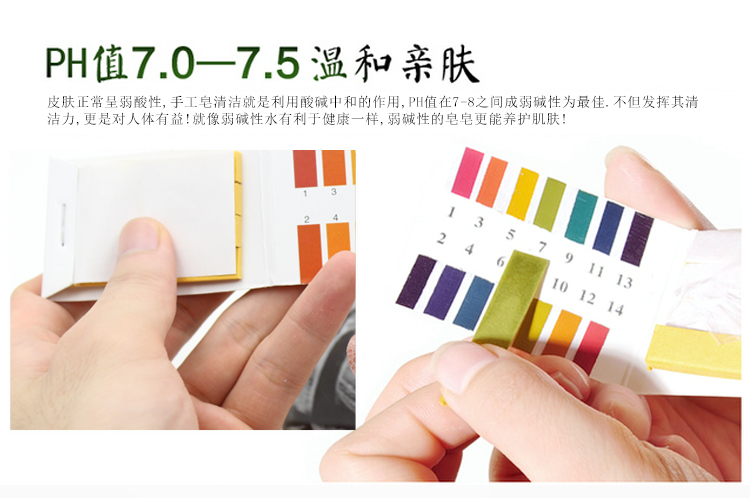 PH值7.0—7.5温和亲肤
皮肤正常呈弱酸性,手工皂清洁就是利用酸碱中和的作用,PH值在7-8之间成弱碱性为最佳.不但发挥其清
洁力,更是对人体有益!就像弱碱性水有利于健康一样,弱碱性的皂皂更能养护肌肤!
1 3
2 4
1 3 5 7 9 11 13
2 4 6 10 12 14